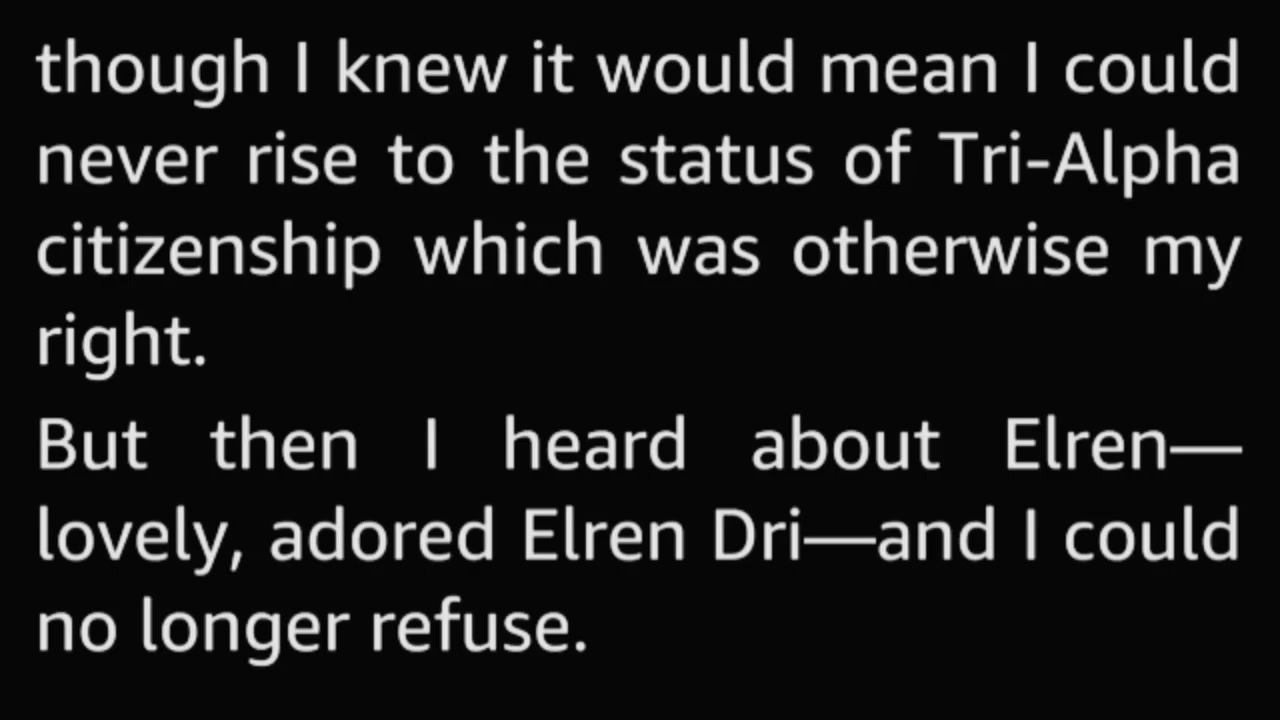 though I knew it would mean I could
never rise to the status of Tri-Alpha
citizenship which was otherwise my
right.
But then I heard about Elren—
lovely, adored Elren Dri—and I could
no longer refuse.